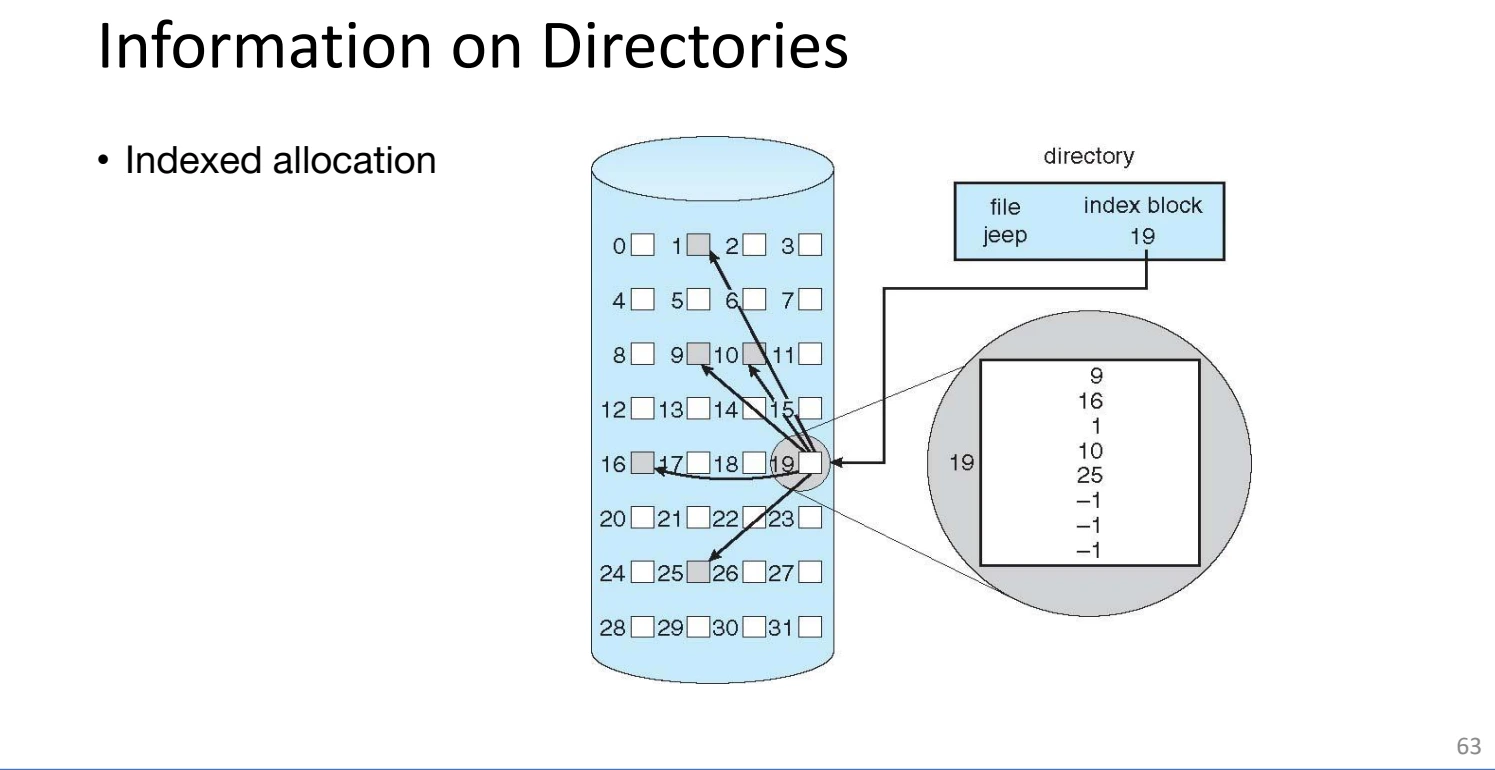 Information on Directories
• Indexed allocation
directory
file index block
jeep 19
0 1 2 3
4 5 6 7
8 9 10 11
12 13 14 15
16 17 18 19
20 21 22 23
24 25 26 27
28 29 30 31
19
9
16
1
10
25
–1
–1
–1
63